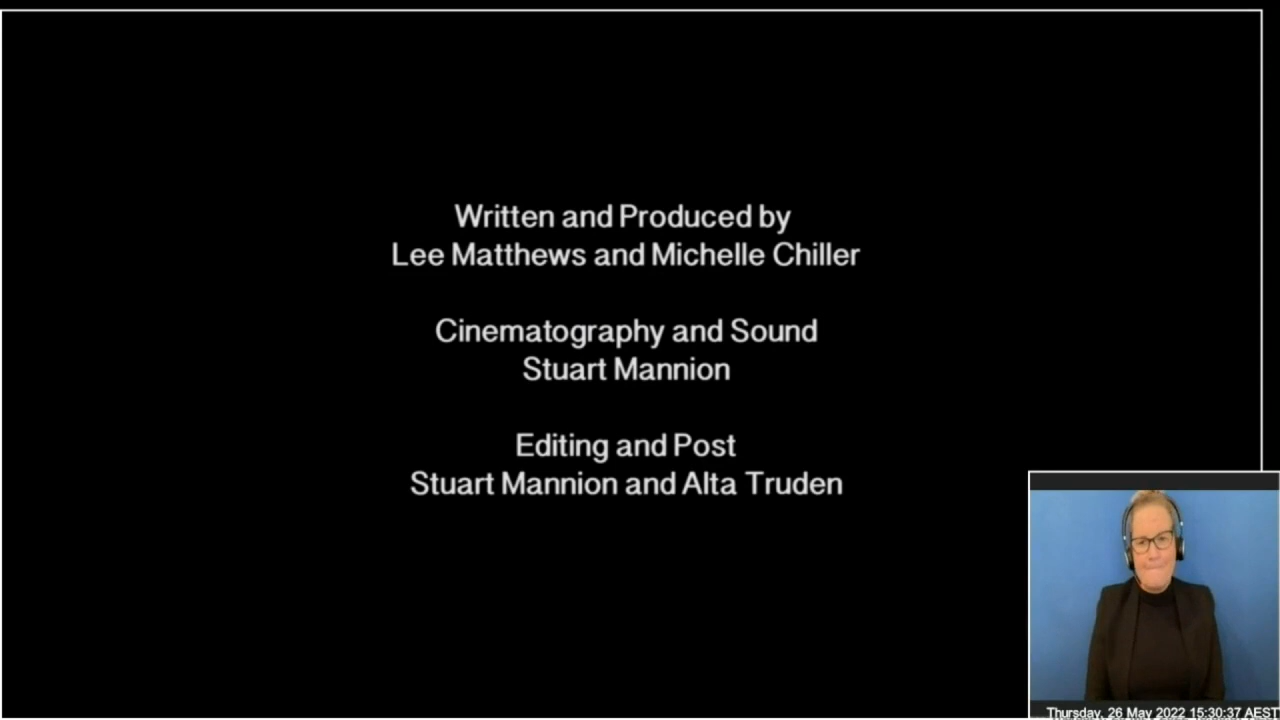 Written and Produced by
Lee Matthews and Michelle Chiller
Cinematography and Sound
Stuart Mannion
Editing and Post
Stuart Mannion and Alta Truden
Thursday, 26 May 2022 15:30:37 AEST